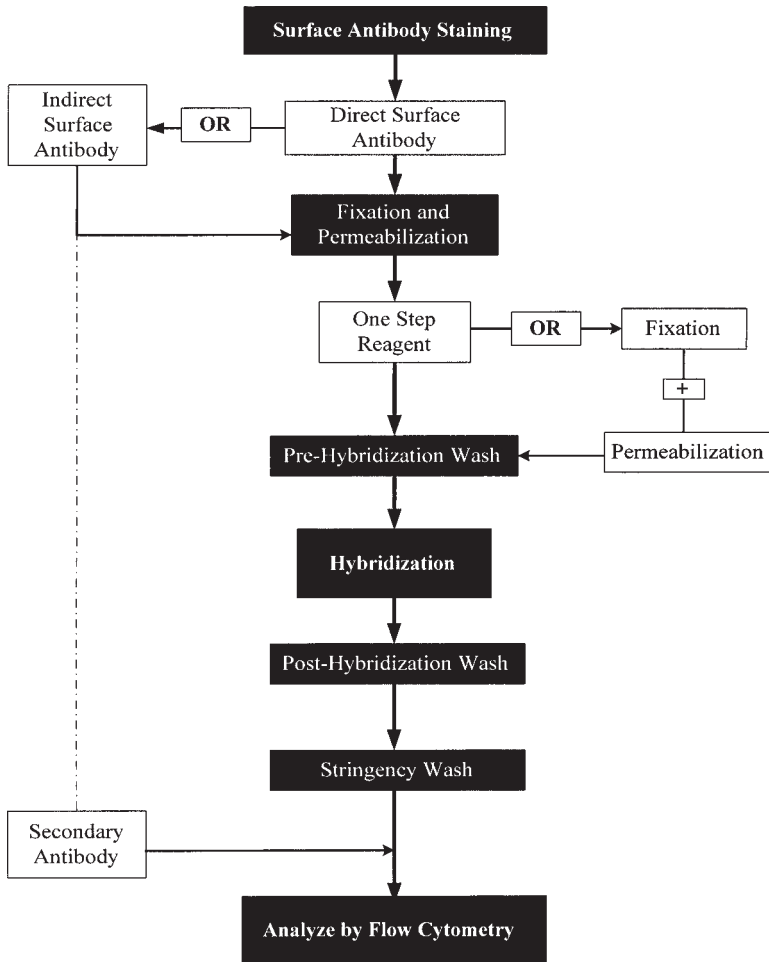 Surface Antibody Staining
Indirect
Surface
Antibody
OR
Direct Surface
Antibody
Fixation and
Permeabilization
One Step
Reagent
OR
Fixation
+
Pre-Hybridization Wash
Permeabilization
Hybridization
Post-Hybridization Wash
Stringency Wash
Secondary
Antibody
Analyze by Flow Cytometry